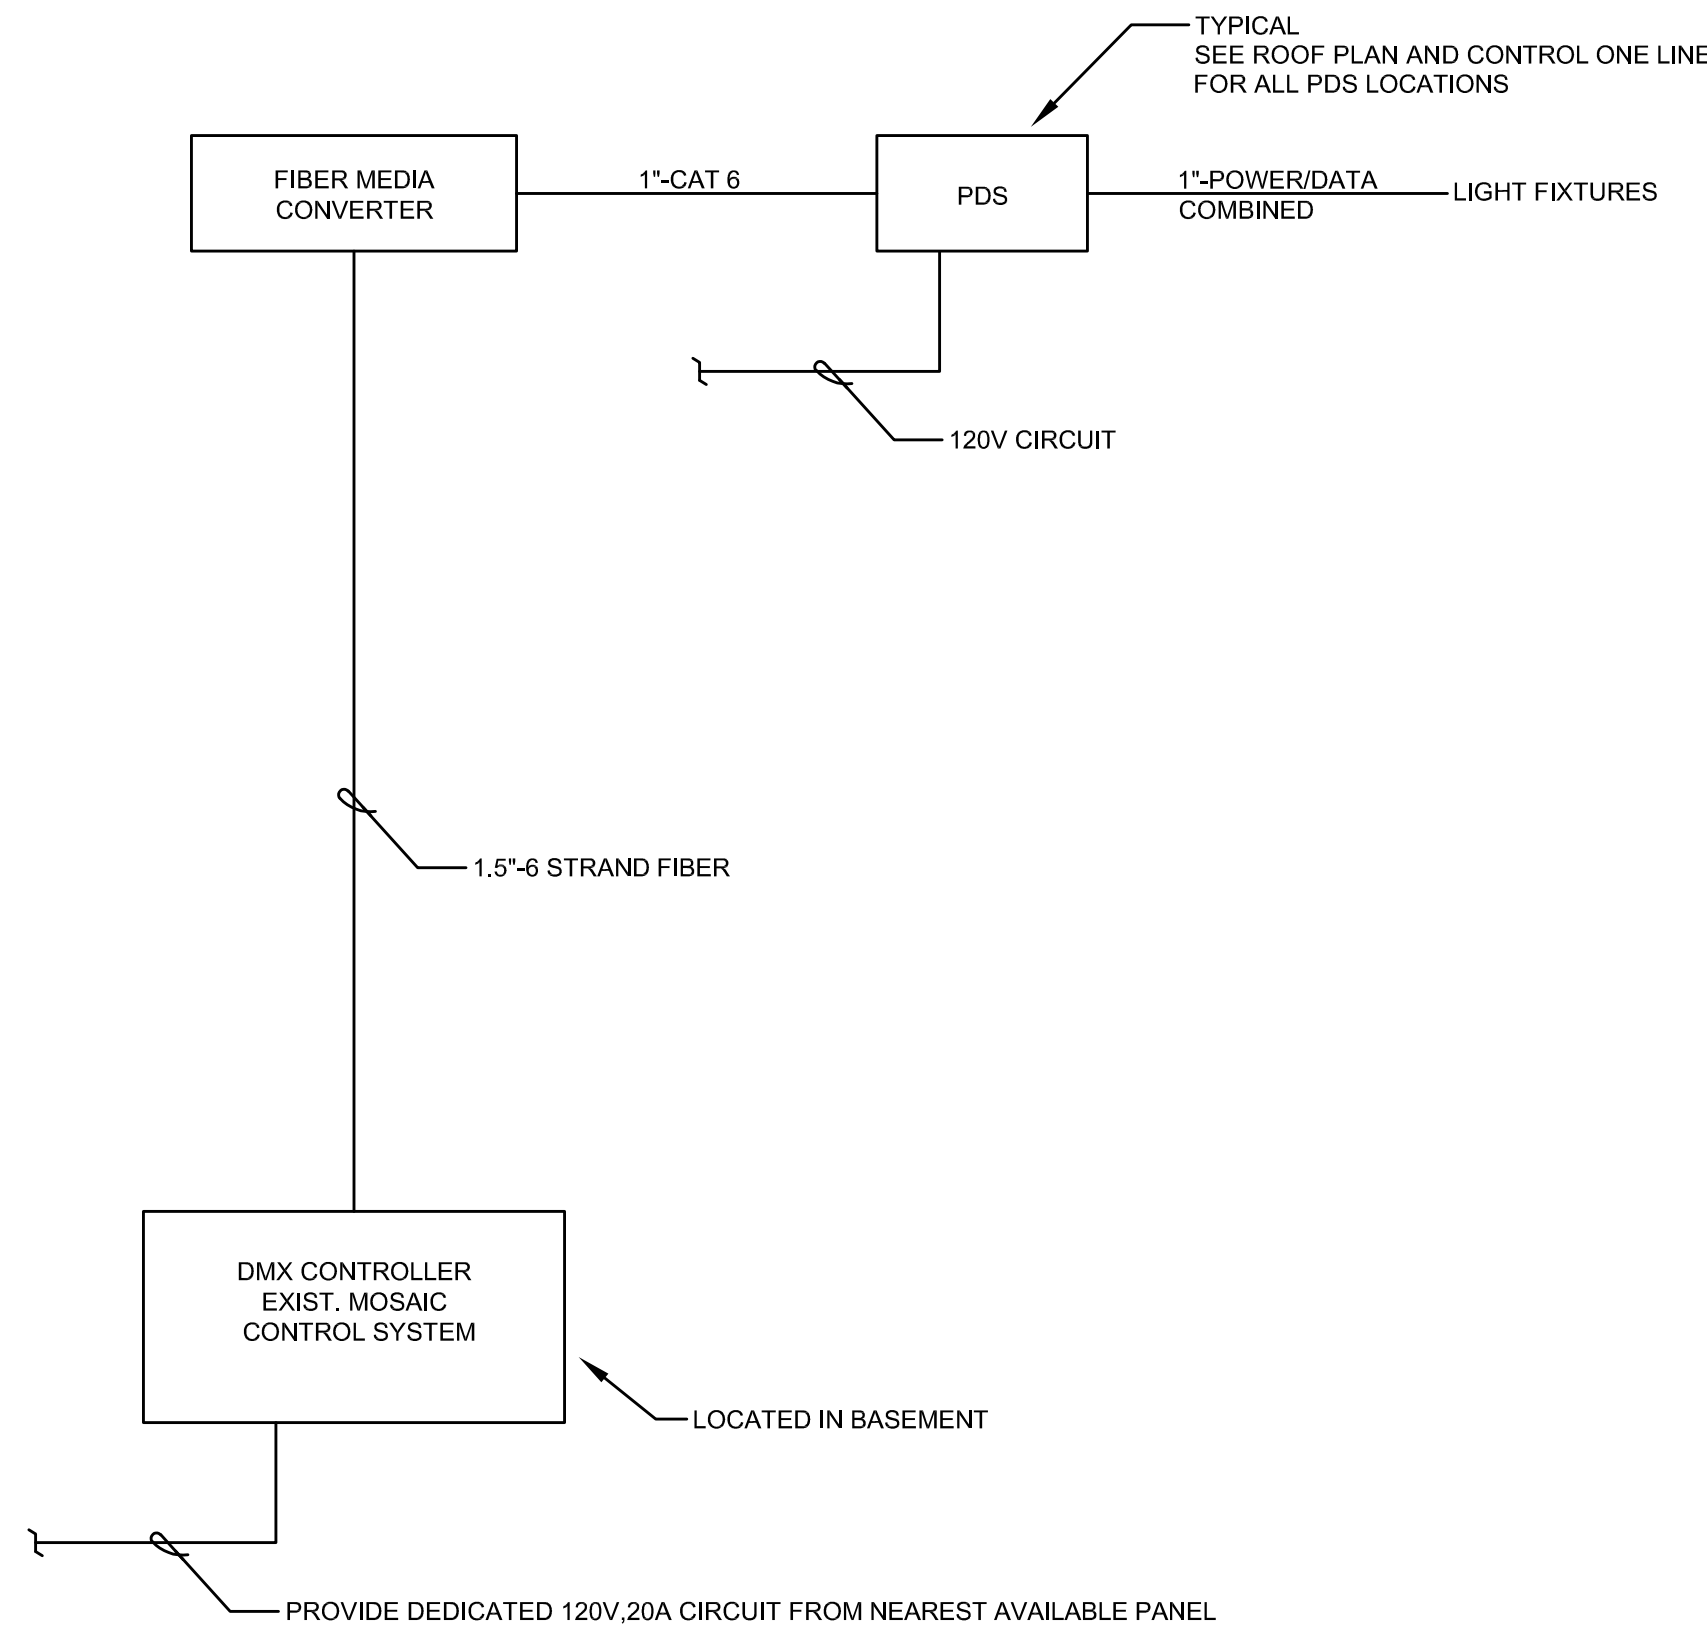 TYPICAL
SEE ROOF PLAN AND CONTROL ONE LINE
FOR ALL PDS LOCATIONS
FIBER MEDIA
CONVERTER
1"-CAT 6
PDS
1"-POWER/DATA
COMBINED
LIGHT FIXTURES
120V CIRCUIT
1.5"-6 STRAND FIBER
DMX CONTROLLER
EXIST. MOSAIC
CONTROL SYSTEM
LOCATED IN BASEMENT
PROVIDE DEDICATED 120V,20A CIRCUIT FROM NEAREST AVAILABLE PANEL